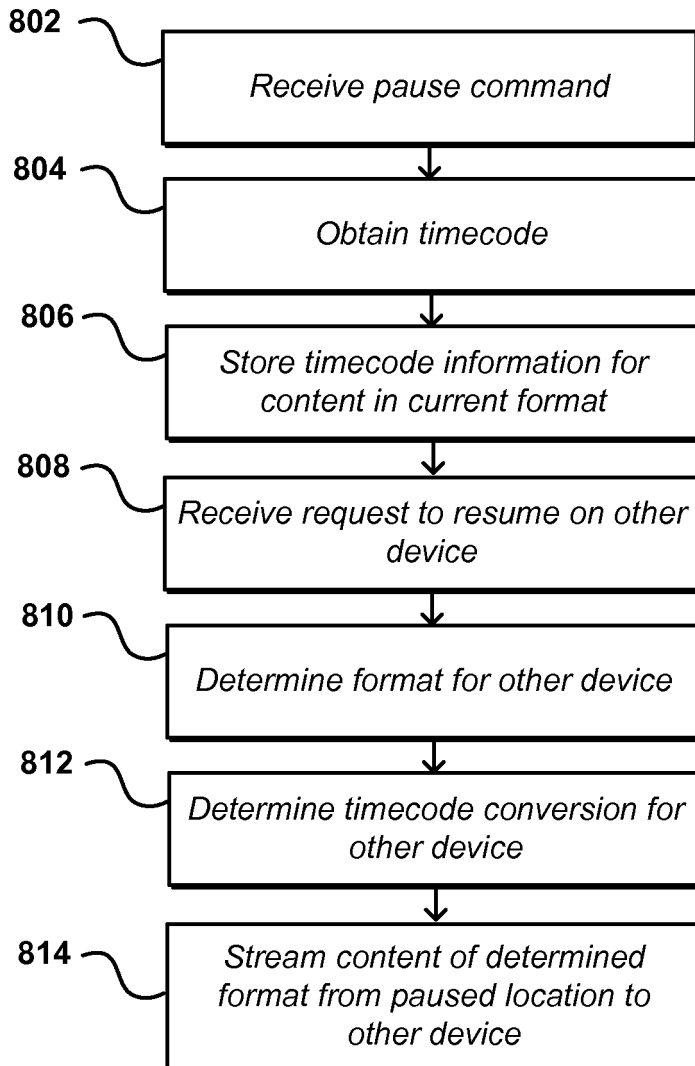 802
Receive pause command
804
Obtain timecode
806
Store timecode information for
content in current format
808
Receive request to resume on other
device
810
Determine format for other device
812
Determine timecode conversion for
other device
814
Stream content of determined
format from paused location to
other device